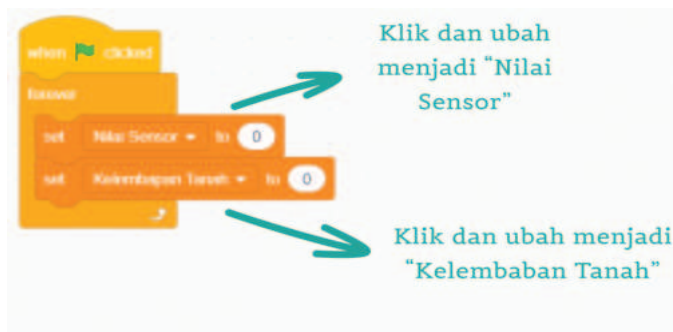 Klik dan ubah
menjadi “Nilai
Sensor”
when clicked
forever
set Nilai Sensor to 0
set Kelembapan Tanah to 0
Klik dan ubah menjadi
“Kelembaban Tanah”